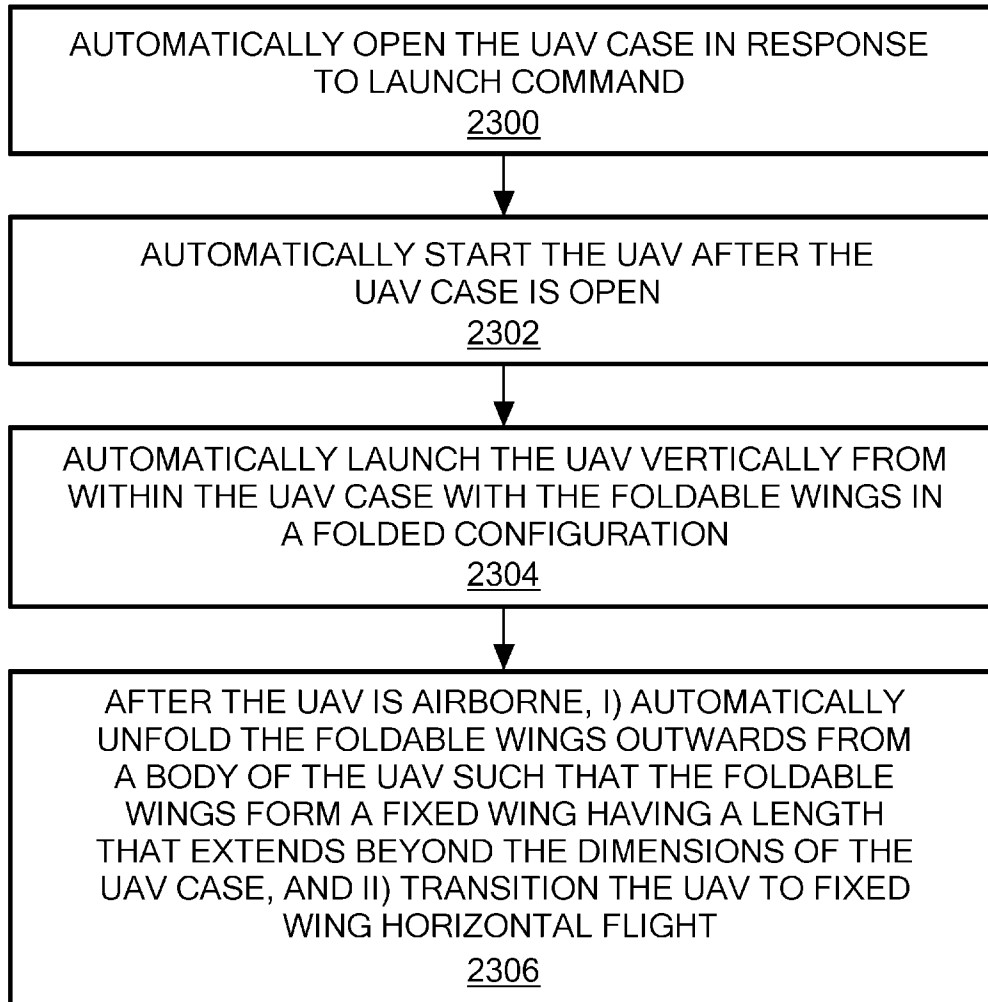 AUTOMATICALLY OPEN THE UAV CASE IN RESPONSE
TO LAUNCH COMMAND
2300
AUTOMATICALLY START THE UAV AFTER THE
UAV CASE IS OPEN
2302
AUTOMATICALLY LAUNCH THE UAV VERTICALLY FROM
WITHIN THE UAV CASE WITH THE FOLDABLE WINGS IN
A FOLDED CONFIGURATION
2304
AFTER THE UAV IS AIRBORNE, I) AUTOMATICALLY
UNFOLD THE FOLDABLE WINGS OUTWARDS FROM
A BODY OF THE UAV SUCH THAT THE FOLDABLE
WINGS FORM A FIXED WING HAVING A LENGTH
THAT EXTENDS BEYOND THE DIMENSIONS OF THE
UAV CASE, AND II) TRANSITION THE UAV TO FIXED
WING HORIZONTAL FLIGHT
2306